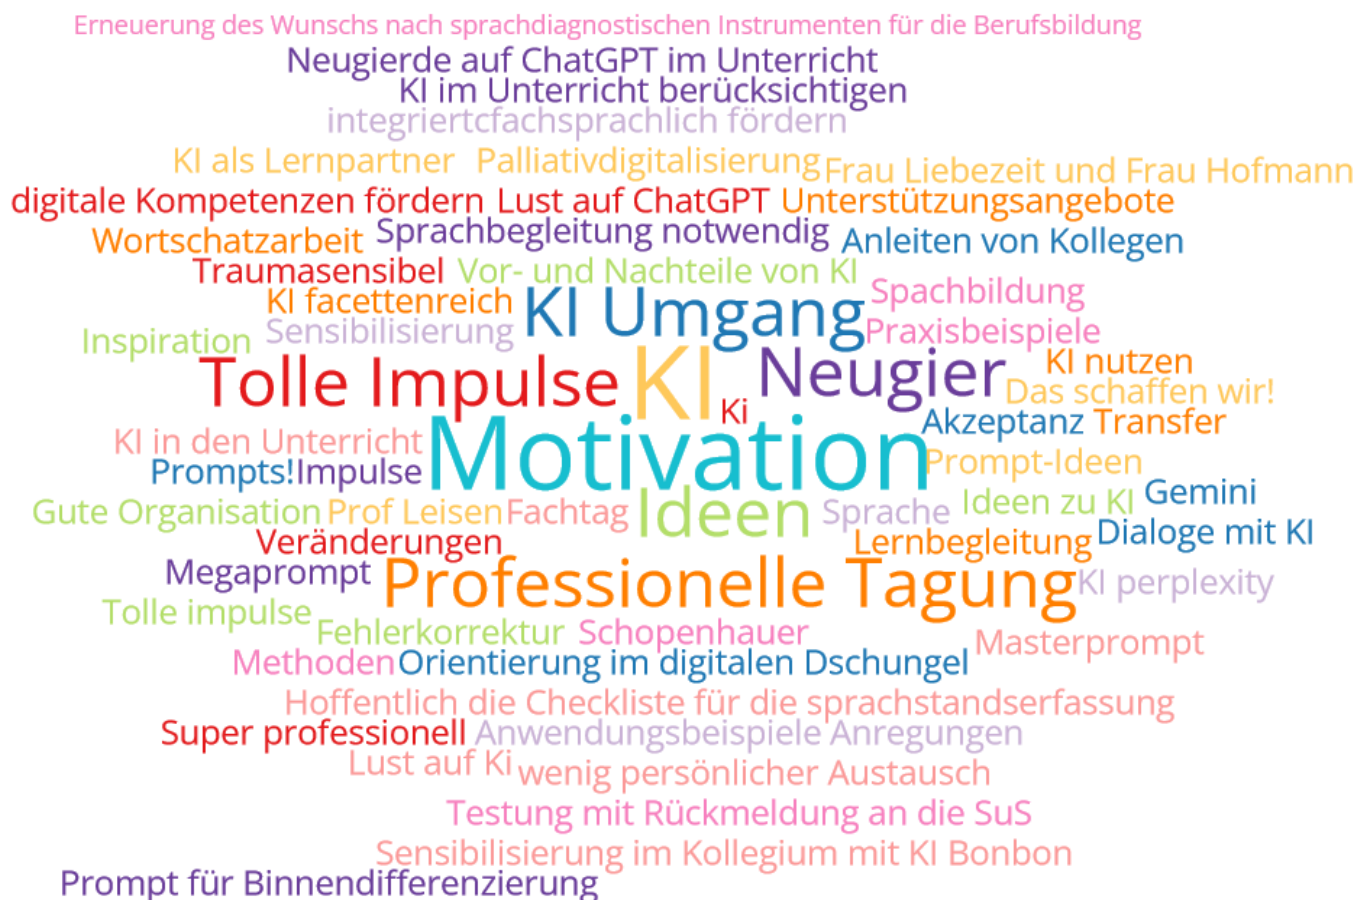 Erneuerung des Wunschs nach sprachdiagnostischen Instrumenten für die Berufsbildung
Neugierde auf ChatGPT im Unterricht
KI im Unterricht berücksichtigen
integriertcfachsprachlich fördern
KI als Lernpartner Palliativdigitalisierung Frau Liebezeit und Frau Hofmann
digitale Kompetenzen fördern Lust auf ChatGPT Unterstützungsangebote
Wortschatzarbeit Sprachbegleitung notwendig Anleiten von Kollegen
Traumasensibel Vor- und Nachteile von KI
KI facettenreich KI Umgang Spachbildung
Inspiration Sensibilisierung Praxisbeispiele
Tolle Impulse KI Neugier KI nutzen
Das schaffen wir!
Ki
KI in den Unterricht Motivation Akzeptanz Transfer
Prompts! Impulse Prompt-Ideen
Gute Organisation Prof Leisen Fachtag Ideen Sprache Ideen zu KI Gemini
Veränderungen Lernbegleitung Dialoge mit KI
Megaprompt Professionelle Tagung KI perplexity
Tolle impulse Fehlerkorrektur Schopenhauer Masterprompt
Methoden Orientierung im digitalen Dschungel
Hoffentlich die Checkliste für die sprachstandserfassung
Super professionell Anwendungsbeispiele Anregungen
Lust auf Ki wenig persönlicher Austausch
Testung mit Rückmeldung an die SuS
Sensibilisierung im Kollegium mit KI Bonbon
Prompt für Binnendifferenzierung